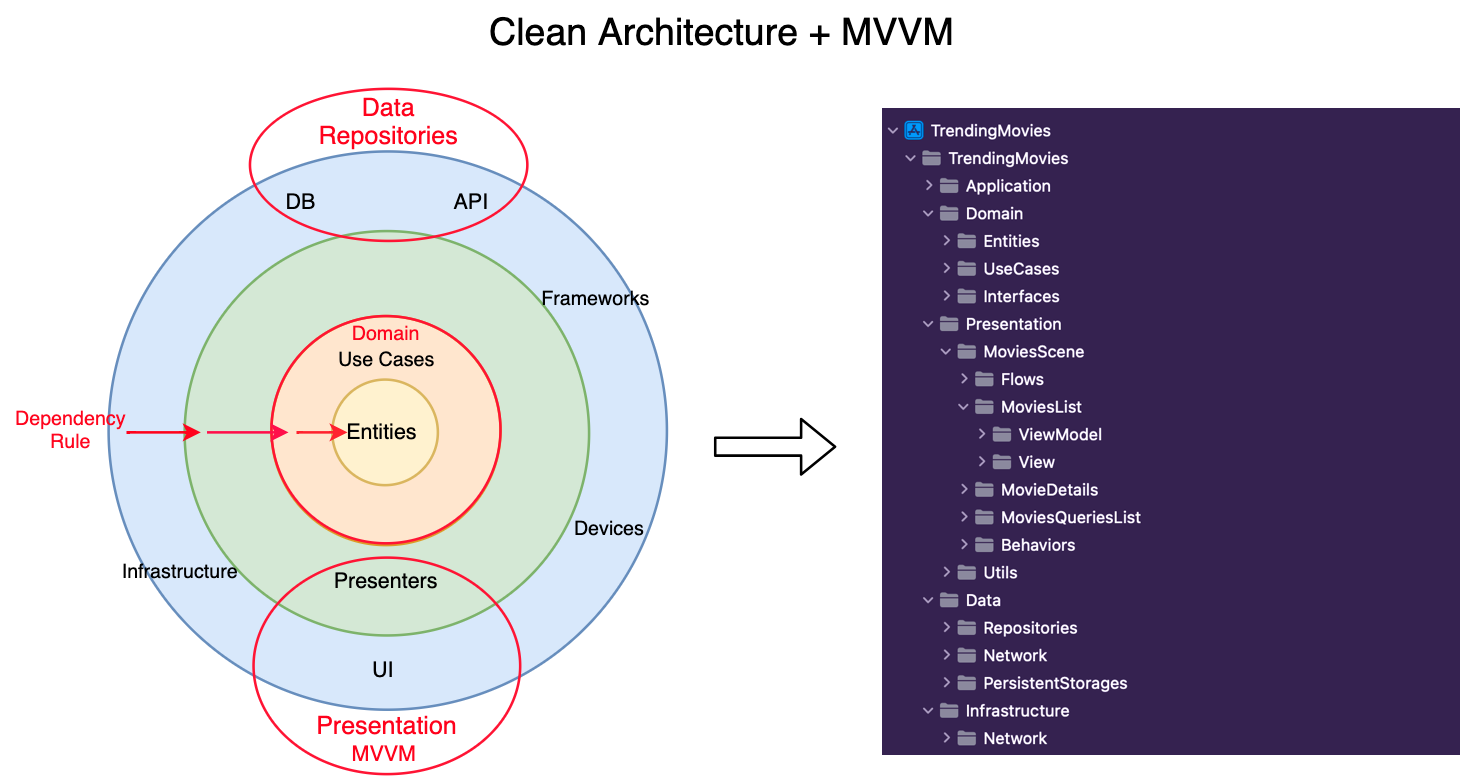 Clean Architecture + MVVM
Data
Repositories
DB
API
Frameworks
Domain
Use Cases
Dependency
Rule
Entities
Devices
Infrastructure
Presenters
UI
Presentation
MVVM
TrendingMovies
TrendingMovies
Application
Domain
Entities
UseCases
Interfaces
Presentation
MoviesScene
Flows
MoviesList
ViewModel
View
MovieDetails
MoviesQueriesList
Behaviors
Utils
Data
Repositories
Network
PersistentStorages
Infrastructure
Network